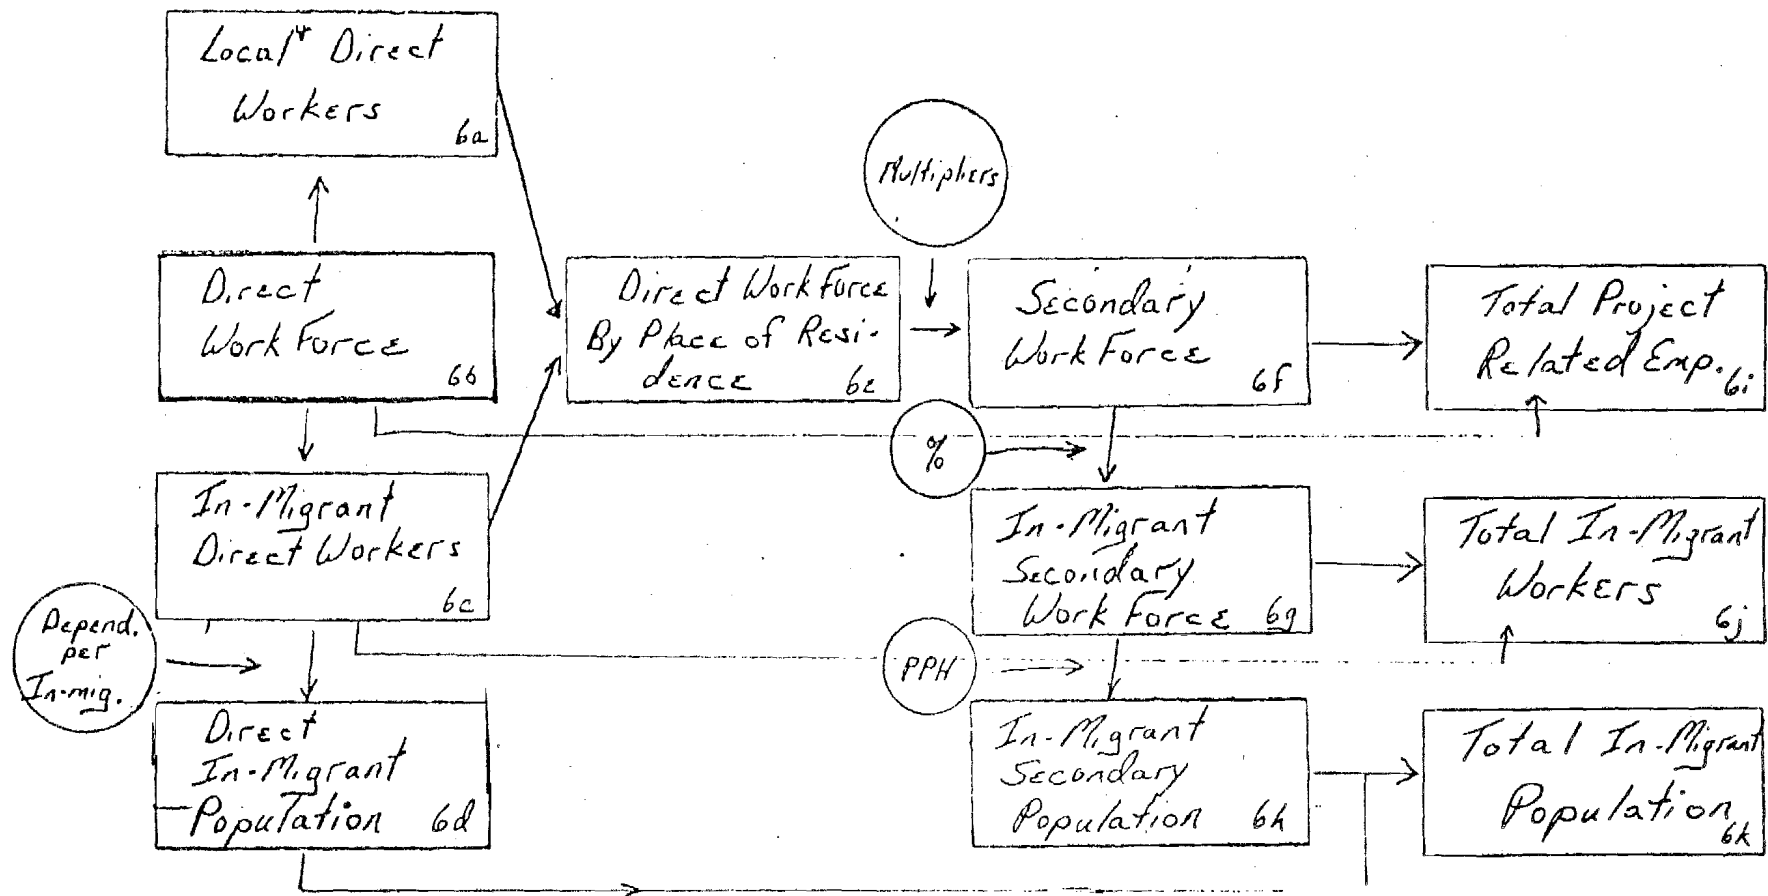 Local* Direct
Workers
6a
Multipliers
Direct
Work Force
6b
Direct Work Force
By Place of Resi-
dence
6e
Secondary
Work Force
6f
Total Project
Related Emp.
6i
%
In-Migrant
Direct Workers
6c
In-Migrant
Secondary
Work Force
6g
Total In-Migrant
Workers
6j
Depend.
per
In-mig.
PPH
Direct
In-Migrant
Population
6d
In-Migrant
Secondary
Population
6h
Total In-Migrant
Population
6k